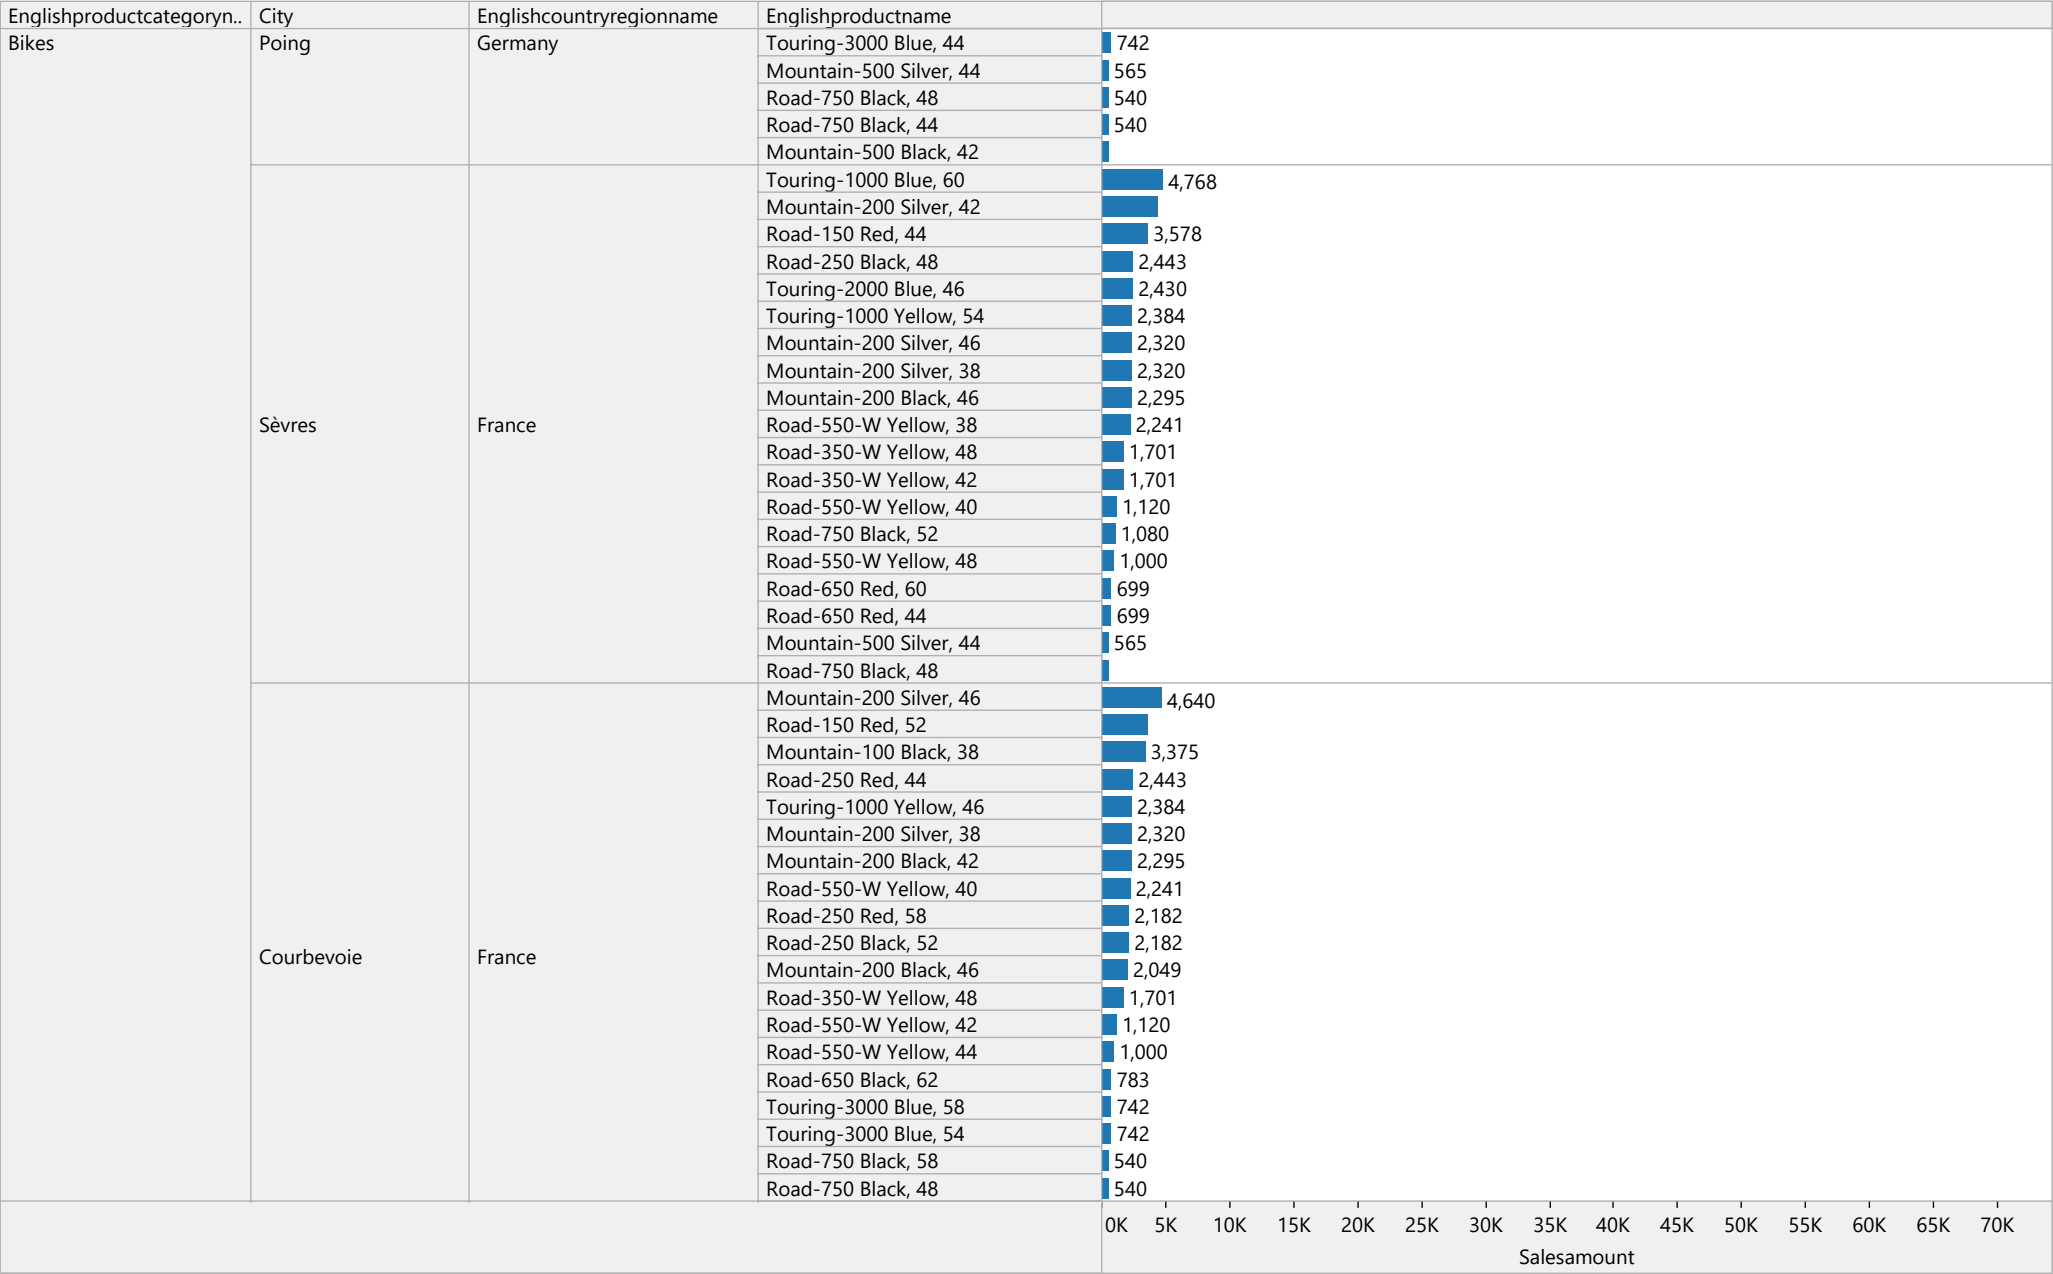 Englishproductcategoryn.. City Englishcountryregionname Englishproductname
Bikes Poing Germany Touring-3000 Blue, 44 742
Mountain-500 Silver, 44 565
Road-750 Black, 48 540
Road-750 Black, 44 540
Mountain-500 Black, 42
Touring-1000 Blue, 60 4,768
Mountain-200 Silver, 42
Road-150 Red, 44 3,578
Road-250 Black, 48 2,443
Touring-2000 Blue, 46 2,430
Touring-1000 Yellow, 54 2,384
Mountain-200 Silver, 46 2,320
Mountain-200 Silver, 38 2,320
Mountain-200 Black, 46 2,295
Sèvres France Road-550-W Yellow, 38 2,241
Road-350-W Yellow, 48 1,701
Road-350-W Yellow, 42 1,701
Road-550-W Yellow, 40 1,120
Road-750 Black, 52 1,080
Road-550-W Yellow, 48 1,000
Road-650 Red, 60 699
Road-650 Red, 44 699
Mountain-500 Silver, 44 565
Road-750 Black, 48
Mountain-200 Silver, 46 4,640
Road-150 Red, 52
Mountain-100 Black, 38 3,375
Road-250 Red, 44 2,443
Touring-1000 Yellow, 46 2,384
Mountain-200 Silver, 38 2,320
Mountain-200 Black, 42 2,295
Road-550-W Yellow, 40 2,241
Road-250 Red, 58 2,182
Road-250 Black, 52 2,182
Courbevoie France Mountain-200 Black, 46 2,049
Road-350-W Yellow, 48 1,701
Road-550-W Yellow, 42 1,120
Road-550-W Yellow, 44 1,000
Road-650 Black, 62 783
Touring-3000 Blue, 58 742
Touring-3000 Blue, 54 742
Road-750 Black, 58 540
Road-750 Black, 48 540
0K 5K 10K 15K 20K 25K 30K 35K 40K 45K 50K 55K 60K 65K 70K
Salesamount